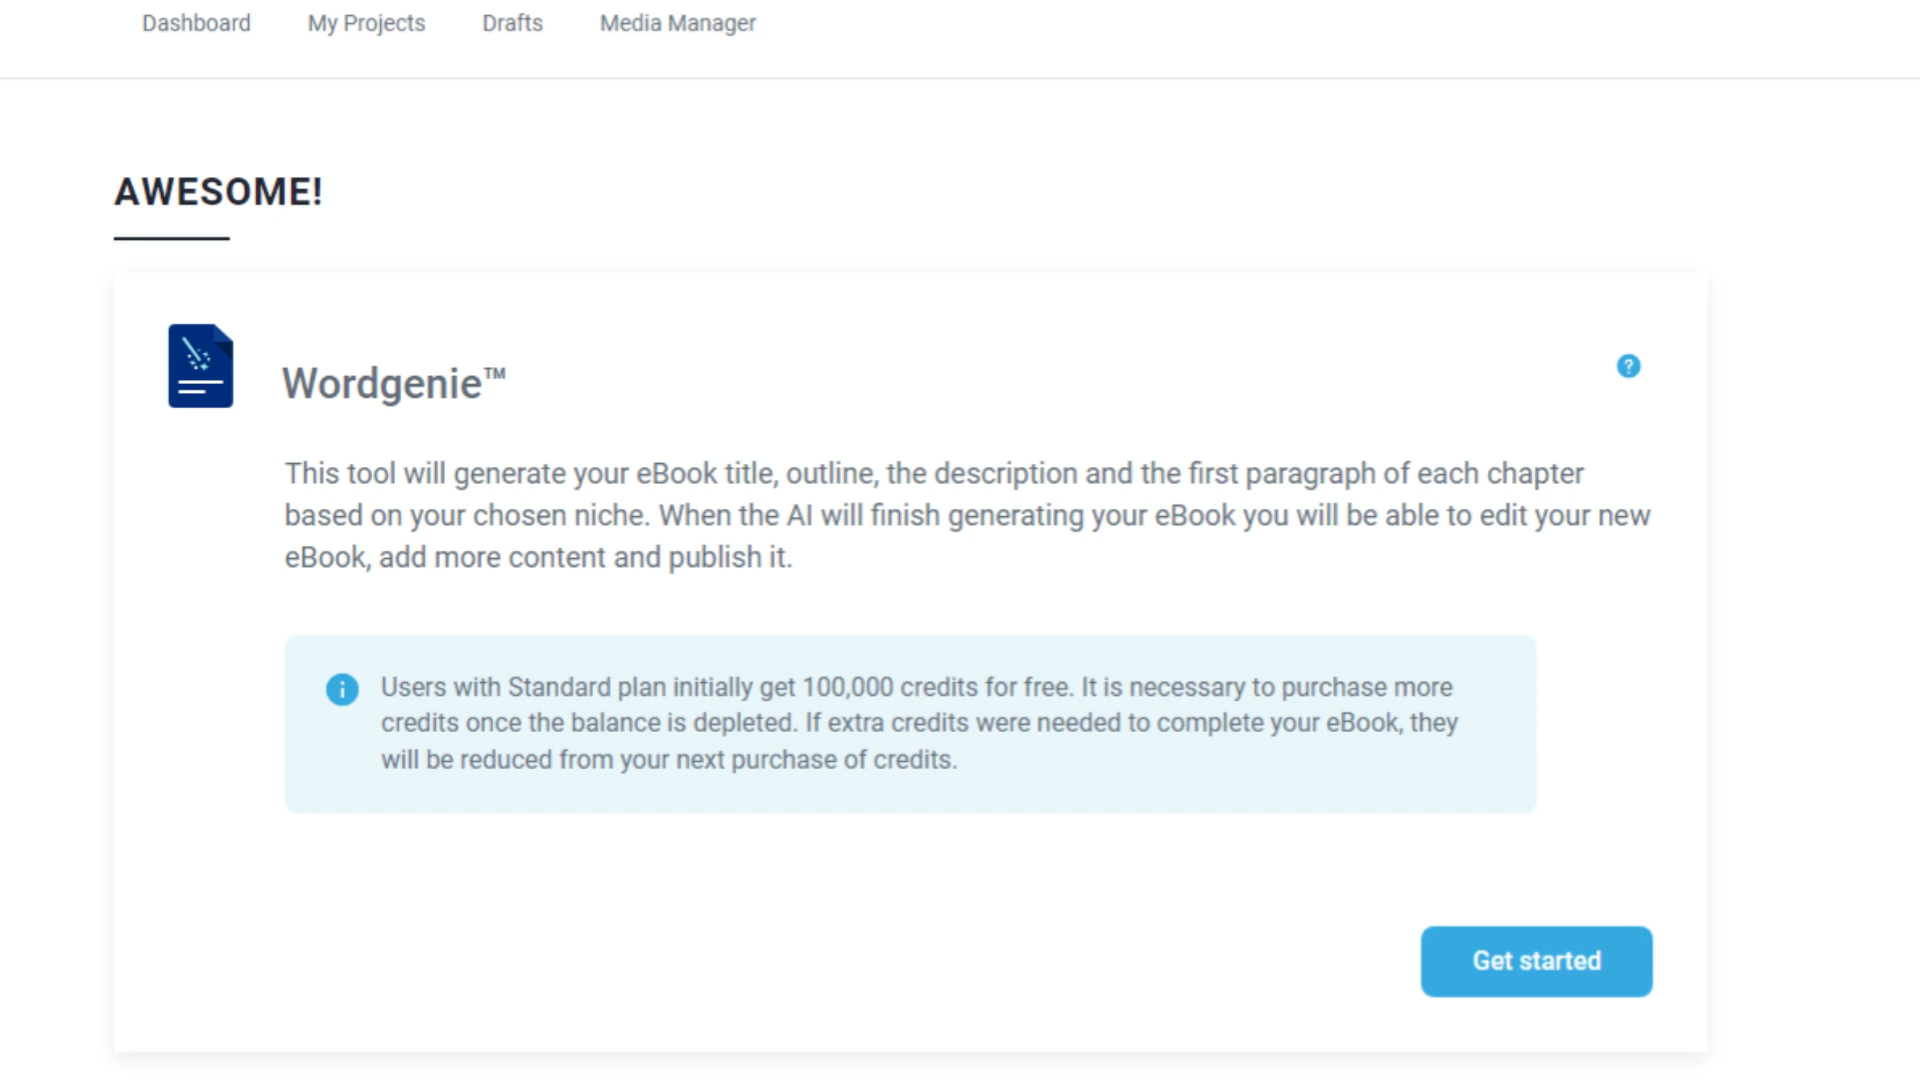 Dashboard My Projects Drafts Media Manager
AWESOME!
Wordgenie™
This tool will generate your eBook title, outline, the description and the first paragraph of each chapter
based on your chosen niche. When the AI will finish generating your eBook you will be able to edit your new
eBook, add more content and publish it.
Users with Standard plan initially get 100,000 credits for free. It is necessary to purchase more
credits once the balance is depleted. If extra credits were needed to complete your eBook, they
will be reduced from your next purchase of credits.
Get started